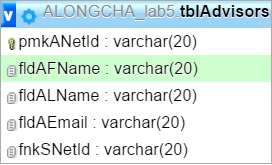 v ALONGCHA_lab5.tblAdvisors
pmkANetId : varchar(20)
fldAFName : varchar(20)
fldALName : varchar(20)
fldAEmail : varchar(20)
fnkSNetId : varchar(20)